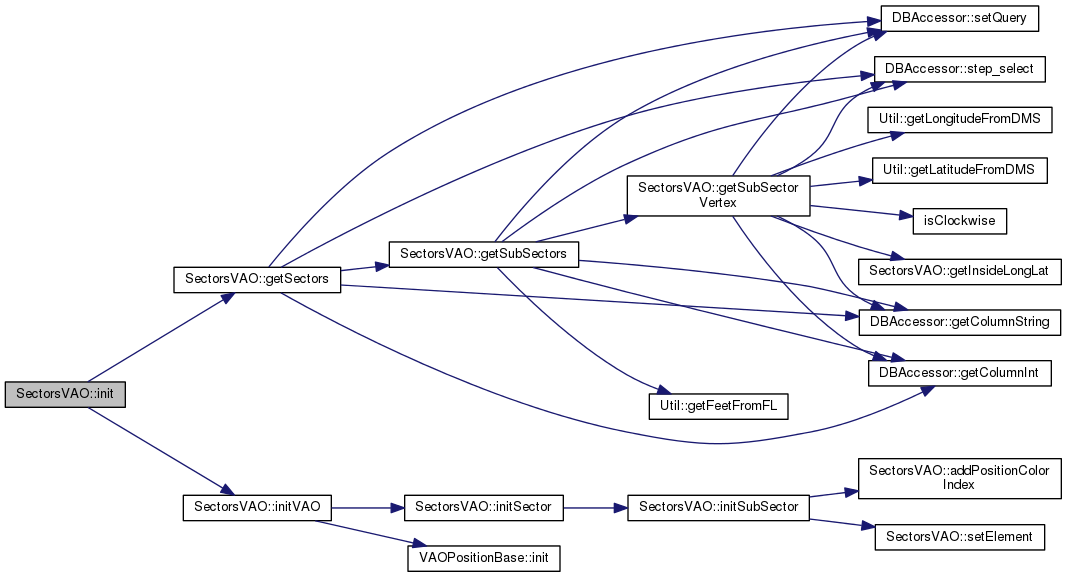 DBAccessor::setQuery
DBAccessor::step_select
Util::getLongitudeFromDMS
Util::getLatitudeFromDMS
SectorsVAO::getSubSector
Vertex
isClockwise
SectorsVAO::getSubSectors
SectorsVAO::getInsideLongLat
SectorsVAO::getSectors
DBAccessor::getColumnString
DBAccessor::getColumnInt
SectorsVAO::init
Util::getFeetFromFL
SectorsVAO::addPositionColor
Index
SectorsVAO::initVAO
SectorsVAO::initSector
SectorsVAO::initSubSector
SectorsVAO::setElement
VAOPositionBase::init